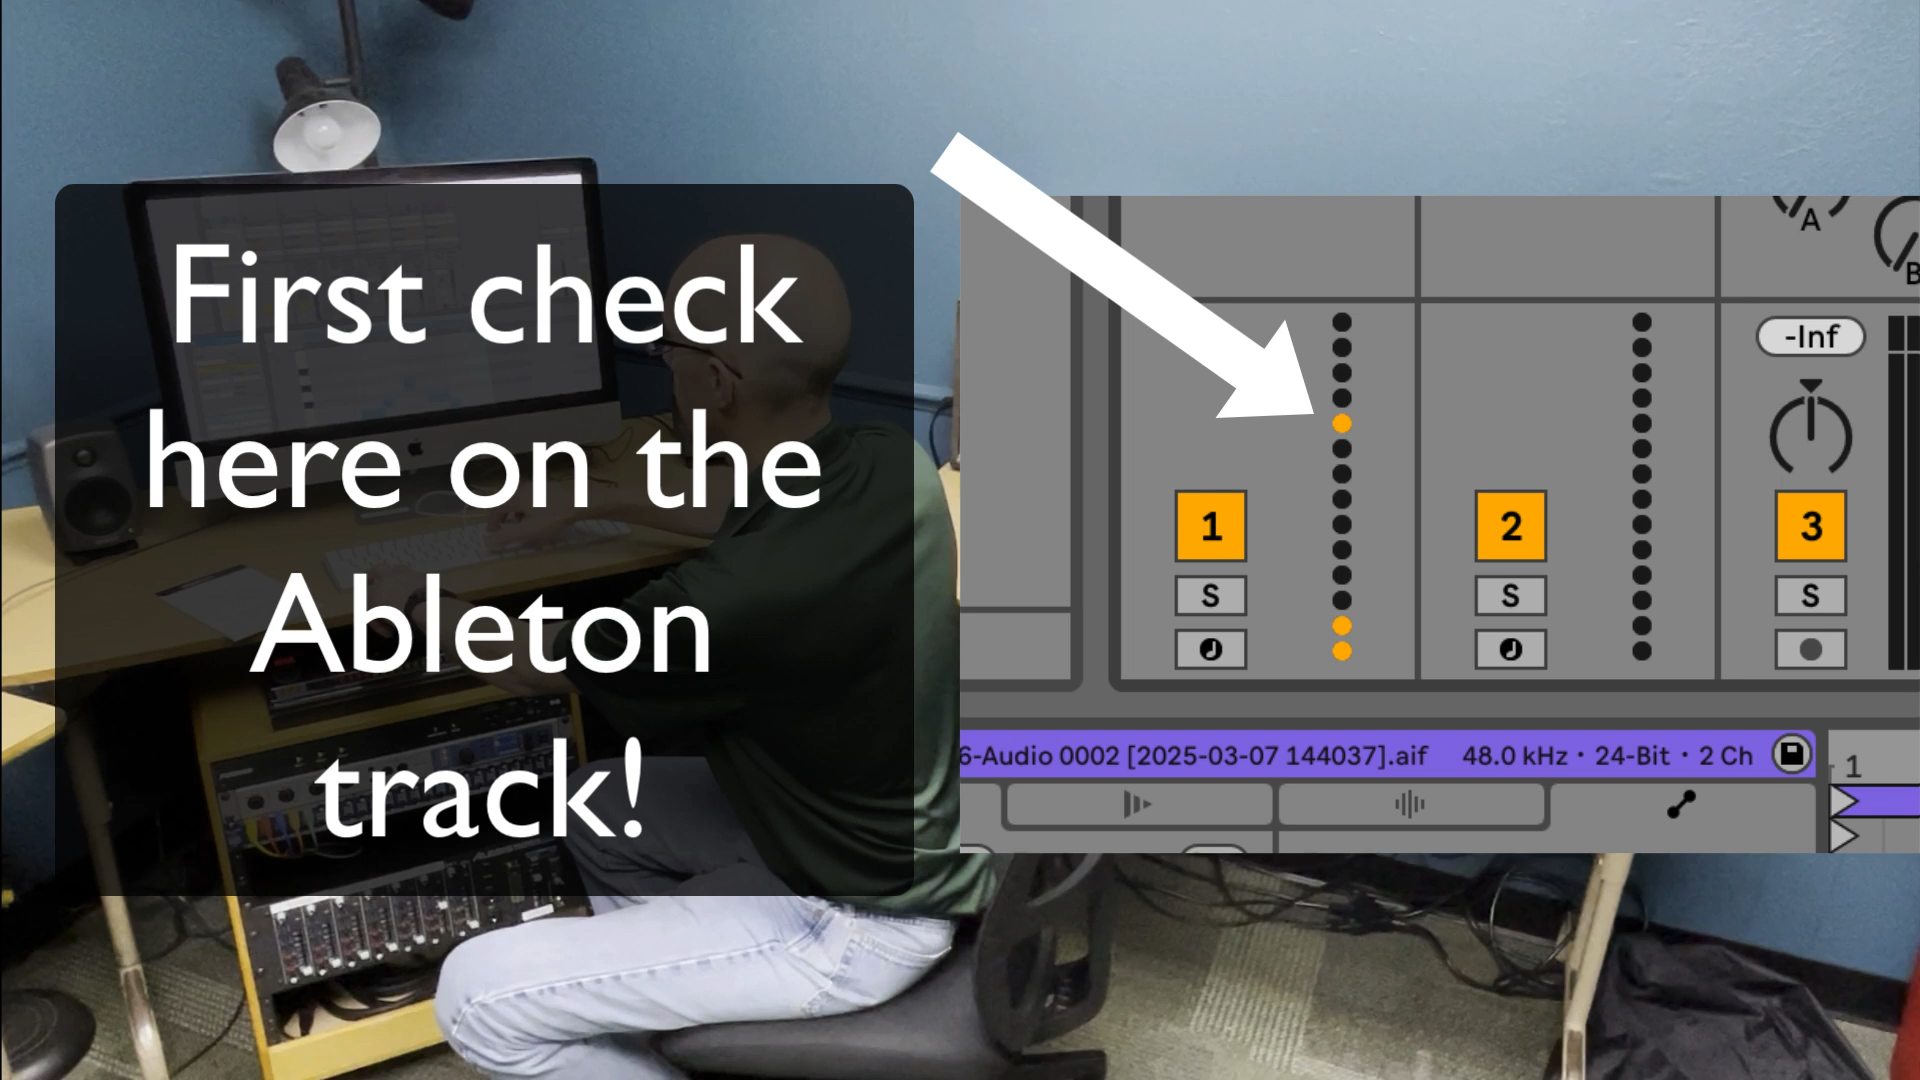 First check
here on the
Ableton
track!
A
B
-Inf
1
2
3
S
S
S
6-Audio 0002 [2025-03-07 144037].aif 48.0 kHz · 24-Bit · 2 Ch
1